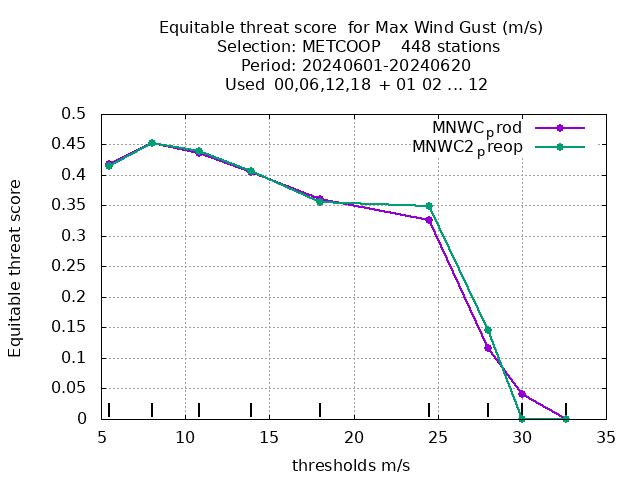 Equitable threat score  for Max Wind Gust (m/s)
Selection: METCOOP    448 stations
Period: 20240601-20240620
Used  00,06,12,18 + 01 02 ... 12
MNWC_prod
MNWC2_preop
Equitable threat score
0.5
0.45
0.4
0.35
0.3
0.25
0.2
0.15
0.1
0.05
0
5 10 15 20 25 30 35
thresholds m/s